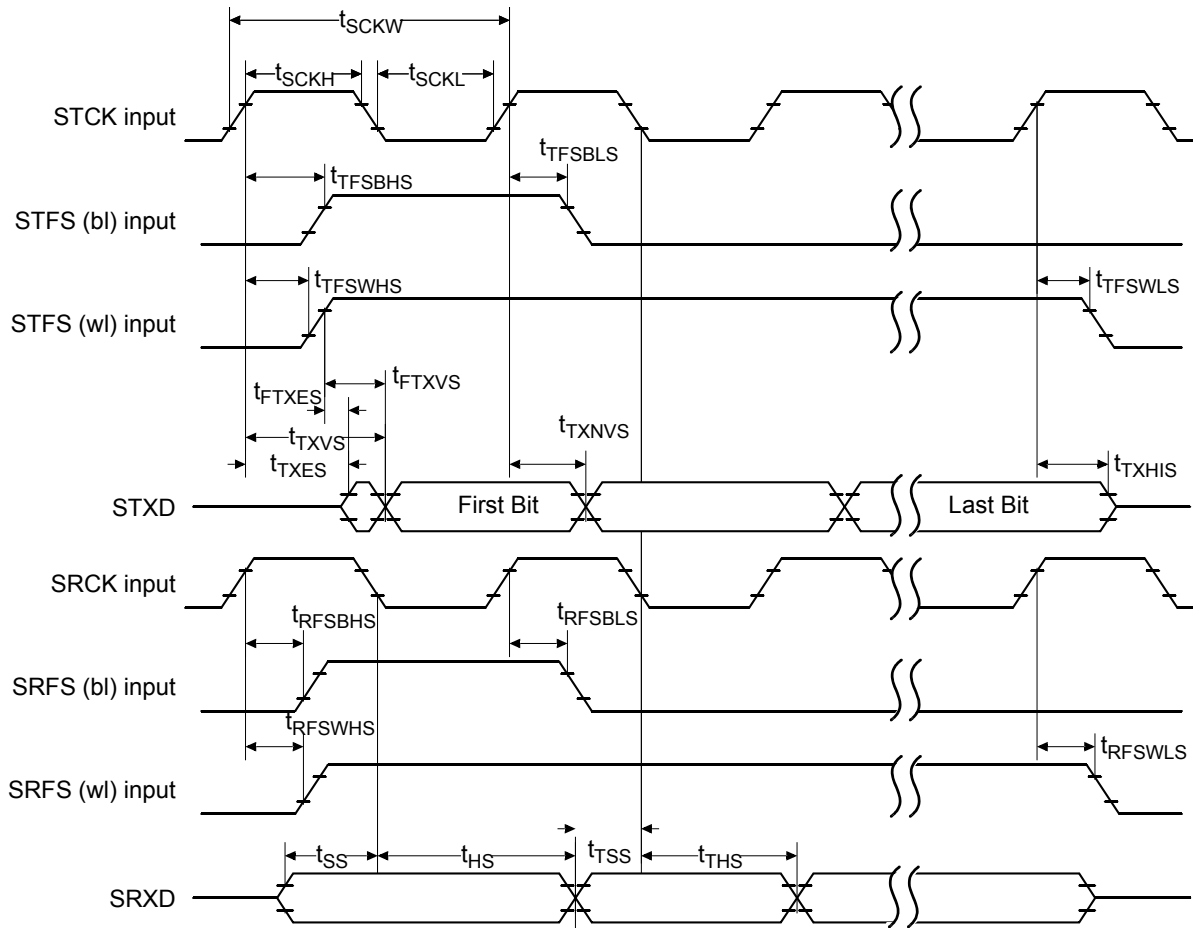 tSCKW
tSCKH tSCKL
STCK input
tTFSBLS
tTFSBHS
STFS (bl) input
tTFSWHS tTFSWLS
STFS (wl) input
tFTXES tFTXVS
tTXVS tTXNVS
tTXES tTXHIS
STXD First Bit Last Bit
SRCK input
tRFSBHS tRFSBLS
SRFS (bl) input
tRFSWHS
tRFSWLS
SRFS (wl) input
tSS tHS tTSS tTHS
SRXD